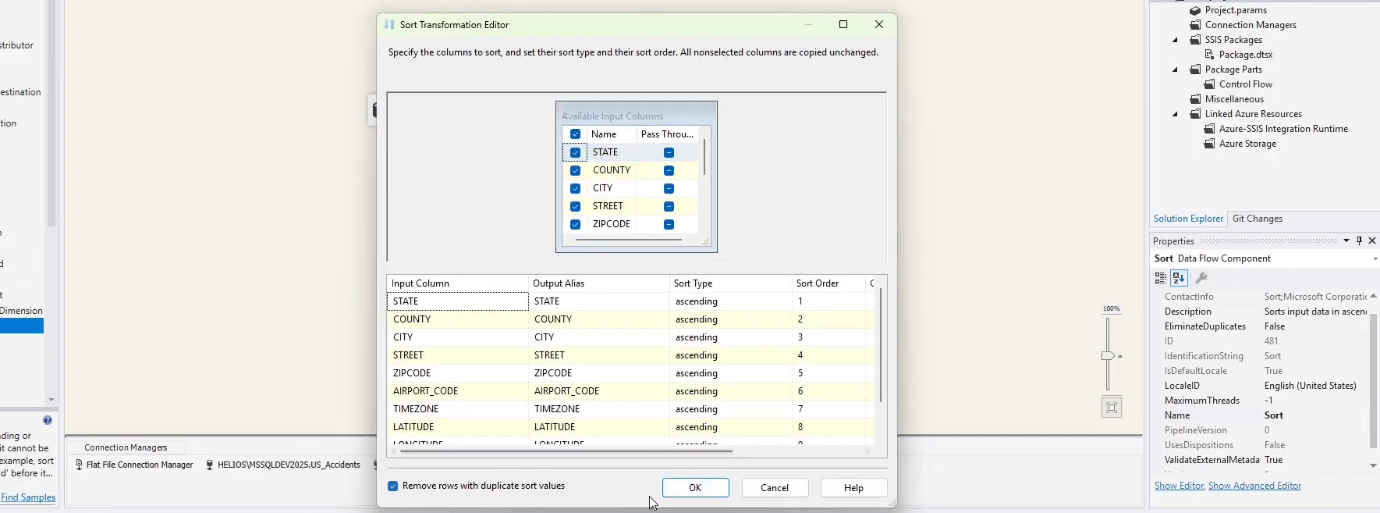 Sort Transformation Editor
Specify the columns to sort, and set their sort type and their sort order. All nonselected columns are copied unchanged.
Available Input Columns
Name Pass Throu...
STATE
COUNTY
CITY
STREET
ZIPCODE
Input Column Output Alias Sort Type Sort Order
STATE STATE ascending 1
COUNTY COUNTY ascending 2
CITY CITY ascending 3
STREET STREET ascending 4
ZIPCODE ZIPCODE ascending 5
AIRPORT_CODE AIRPORT_CODE ascending 6
TIMEZONE TIMEZONE ascending 7
LATITUDE LATITUDE ascending 8
LONGITUDE LONGITUDE ascending 9
Remove rows with duplicate sort values
OK Cancel Help
Connection Managers
Flat File Connection Manager HELIOS\MSSQLDEV2025.US_Accidents
100%
Project.params
Connection Managers
SSIS Packages
Package.dtsx
Package Parts
Control Flow
Miscellaneous
Linked Azure Resources
Azure-SSIS Integration Runtime
Azure Storage
Solution Explorer Git Changes
Properties
Sort Data Flow Component
ContactInfo Sort;Microsoft Corporatic
Description Sorts input data in ascen
EliminateDuplicates False
ID 481
IdentificationString Sort
IsDefaultLocale True
LocaleID English (United States)
MaximumThreads -1
Name Sort
PipelineVersion 0
UsesDispositions False
ValidateExternalMetada True
Show Editor, Show Advanced Editor
stributor
estination
tion
Dimension
ding or
it cannot be
example, sort
d' before it...
Find Samples